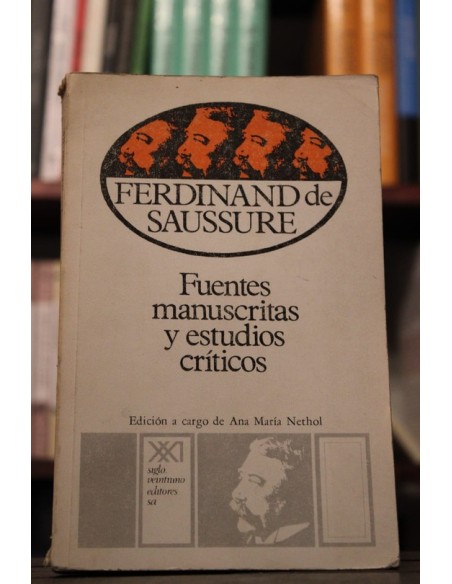 FERDINAND de
SAUSSURE
Fuentes
manuscritas
y estudios
críticos
Edición a cargo de Ana María Nethol
XXI
siglo
veintiuno
editores
sa